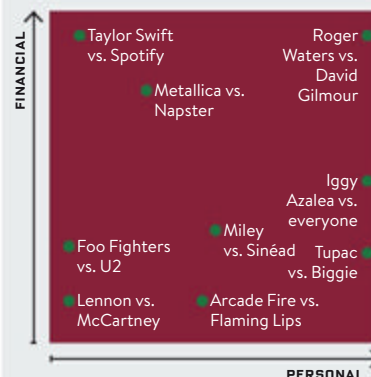 FINANCIAL
Taylor Swift
vs. Spotify
Roger
Waters vs.
David
Gilmour
Metallica vs.
Napster
Iggy
Azalea vs.
everyone
Miley
vs. Sinéad
Foo Fighters
vs. U2
Tupac
vs. Biggie
Lennon vs.
McCartney
Arcade Fire vs.
Flaming Lips
PERSONAL